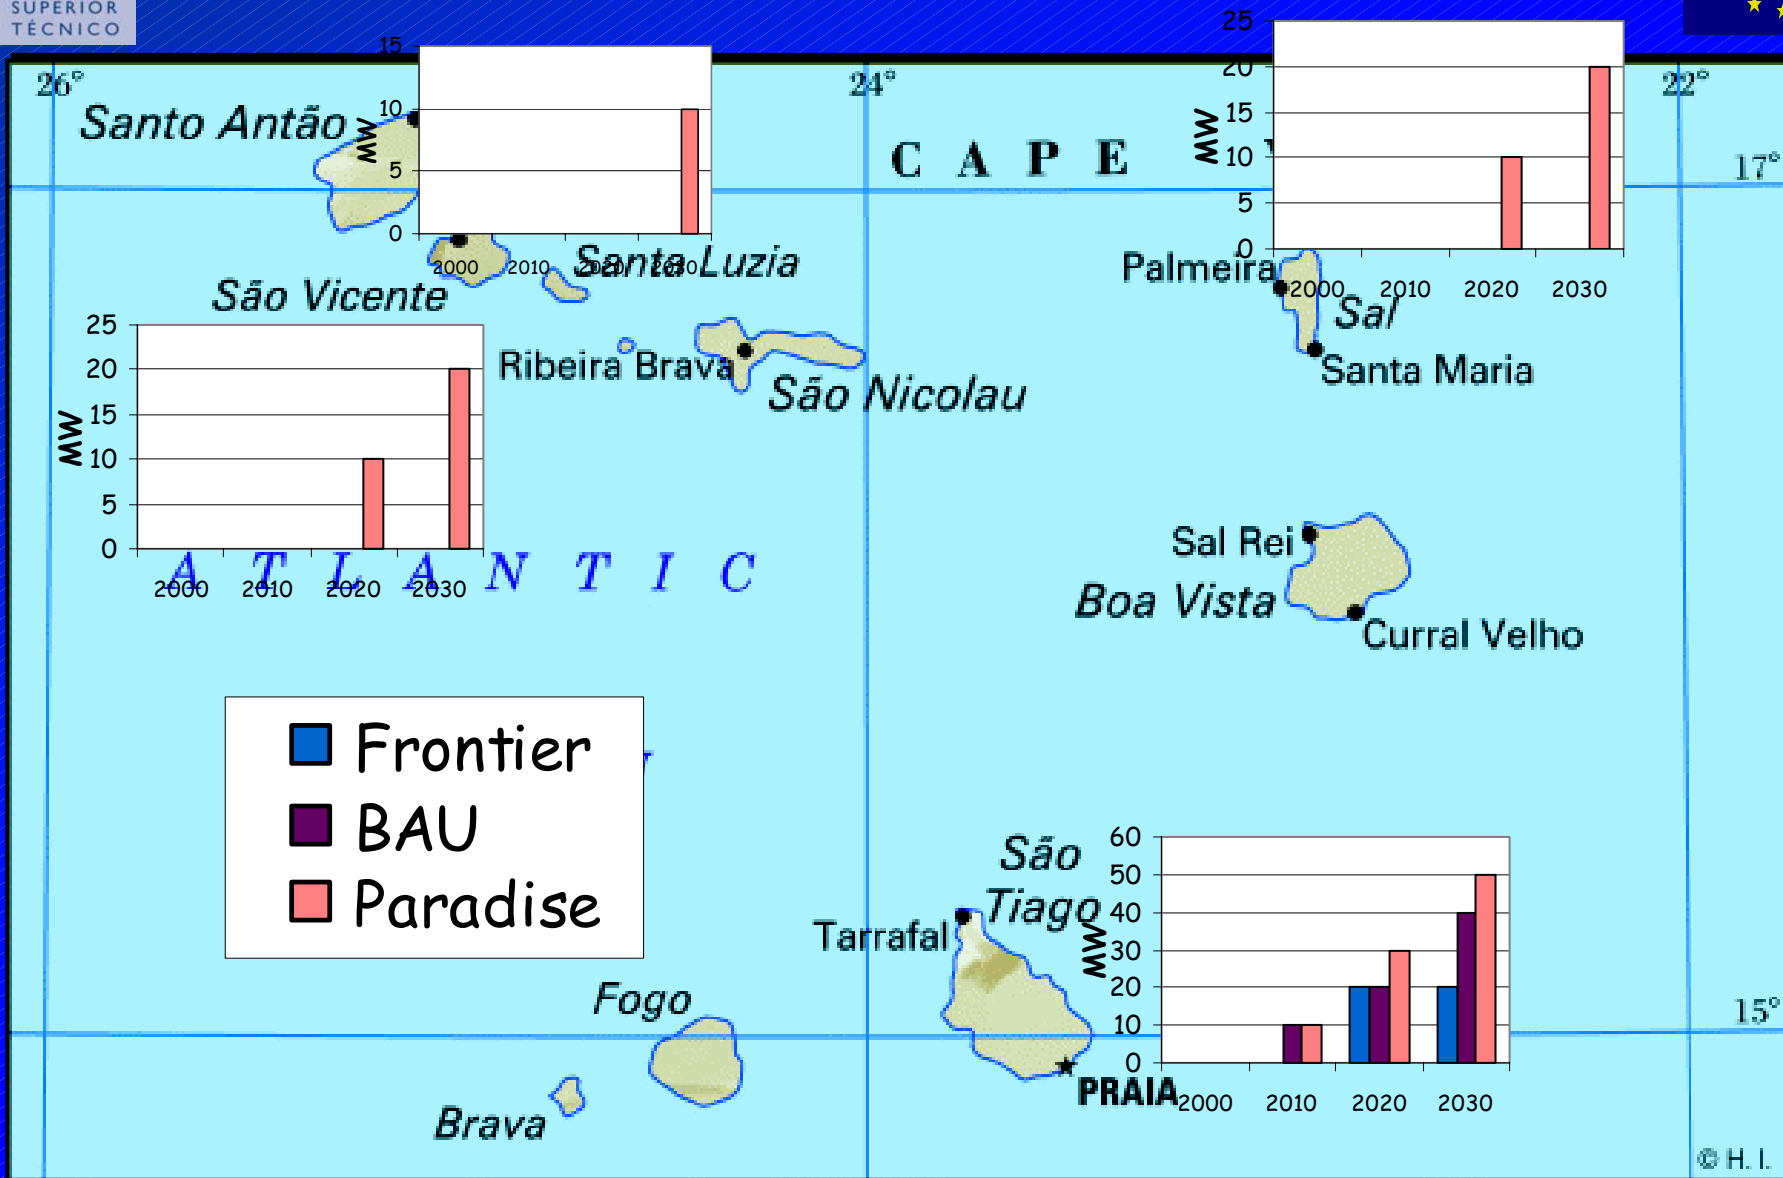 SUPERIOR
TÉCNICO
26°
24°
22°
Santo Antão
CAPE
17°
15
10
5
0
MW
2000 2010 2020 2030
25
20
15
10
5
0
MW
2000 2010 2020 2030
Santa Luzia
São Vicente
Palmeira
Sal
Santa Maria
Ribeira Brava
São Nicolau
25
20
15
10
5
0
MW
2000 2010 2020 2030
ATLANTIC
Sal Rei
Boa Vista
Curral Velho
Frontier
BAU
Paradise
São
Tiago
Tarrafal
60
50
40
30
20
10
0
MW
2000 2010 2020 2030
Fogo
15°
PRAIA
Brava
© H. I.